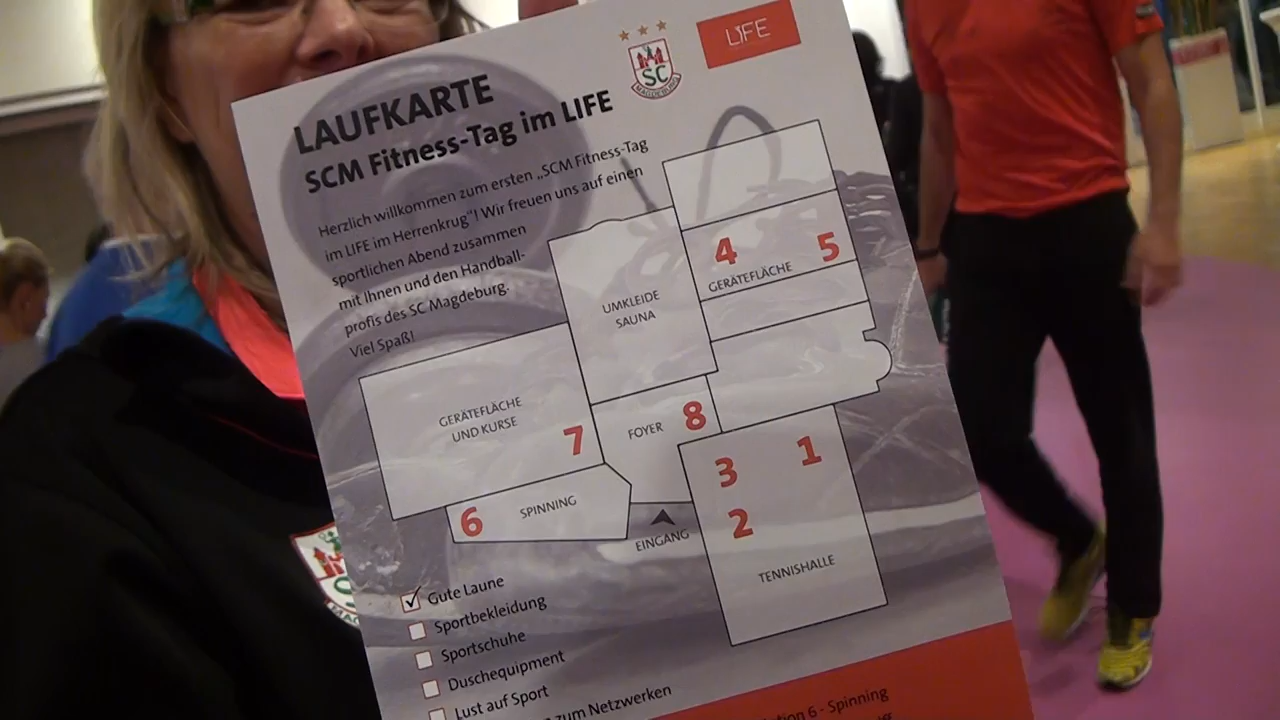 LIFE
SC
MAGDEBURG
LAUFKARTE
SCM Fitness-Tag im LIFE
Herzlich willkommen zum ersten „SCM Fitness-Tag
im LIFE im Herrenkrug“! Wir freuen uns auf einen
sportlichen Abend zusammen
mit Ihnen und den Handball-
profis des SC Magdeburg.
Viel Spaß!
4
5
GERÄTEFLÄCHE
UMKLEIDE
SAUNA
GERÄTEFLÄCHE
UND KURSE
7
FOYER
8
3
1
2
6
SPINNING
EINGANG
TENNISHALLE
Gute Laune
Sportbekleidung
Sportschuhe
Duschequipment
Lust auf Sport
zum Netzwerken
6 - Spinning